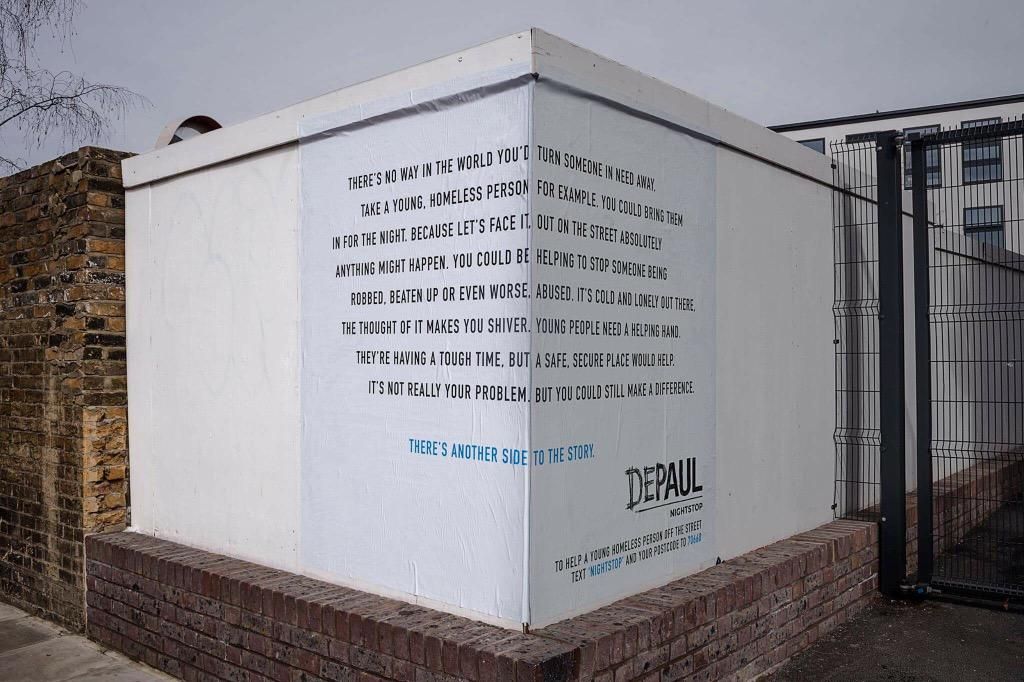 THERE'S NO WAY IN THE WORLD YOU'D TURN SOMEONE IN NEED AWAY.
TAKE A YOUNG, HOMELESS PERSON FOR EXAMPLE. YOU COULD BRING THEM
IN FOR THE NIGHT. BECAUSE LET'S FACE IT, OUT ON THE STREET ABSOLUTELY
ANYTHING MIGHT HAPPEN. YOU COULD BE HELPING TO STOP SOMEONE BEING
ROBBED, BEATEN UP OR EVEN WORSE, ABUSED. IT'S COLD AND LONELY OUT THERE,
THE THOUGHT OF IT MAKES YOU SHIVER. YOUNG PEOPLE NEED A HELPING HAND.
THEY'RE HAVING A TOUGH TIME, BUT A SAFE, SECURE PLACE WOULD HELP.
IT'S NOT REALLY YOUR PROBLEM. BUT YOU COULD STILL MAKE A DIFFERENCE.
THERE'S ANOTHER SIDE TO THE STORY.
DEPAUL
NIGHTSTOP
TO HELP A YOUNG HOMELESS PERSON OFF THE STREET
TEXT 'NIGHTSTOP' AND YOUR POSTCODE TO 70660